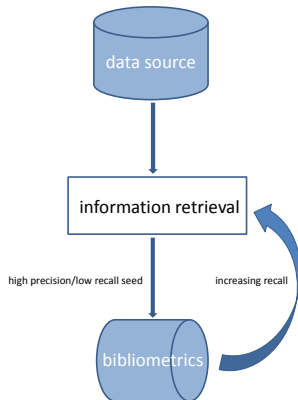 data source
information retrieval
high precision/low recall seed
increasing recall
bibliometrics